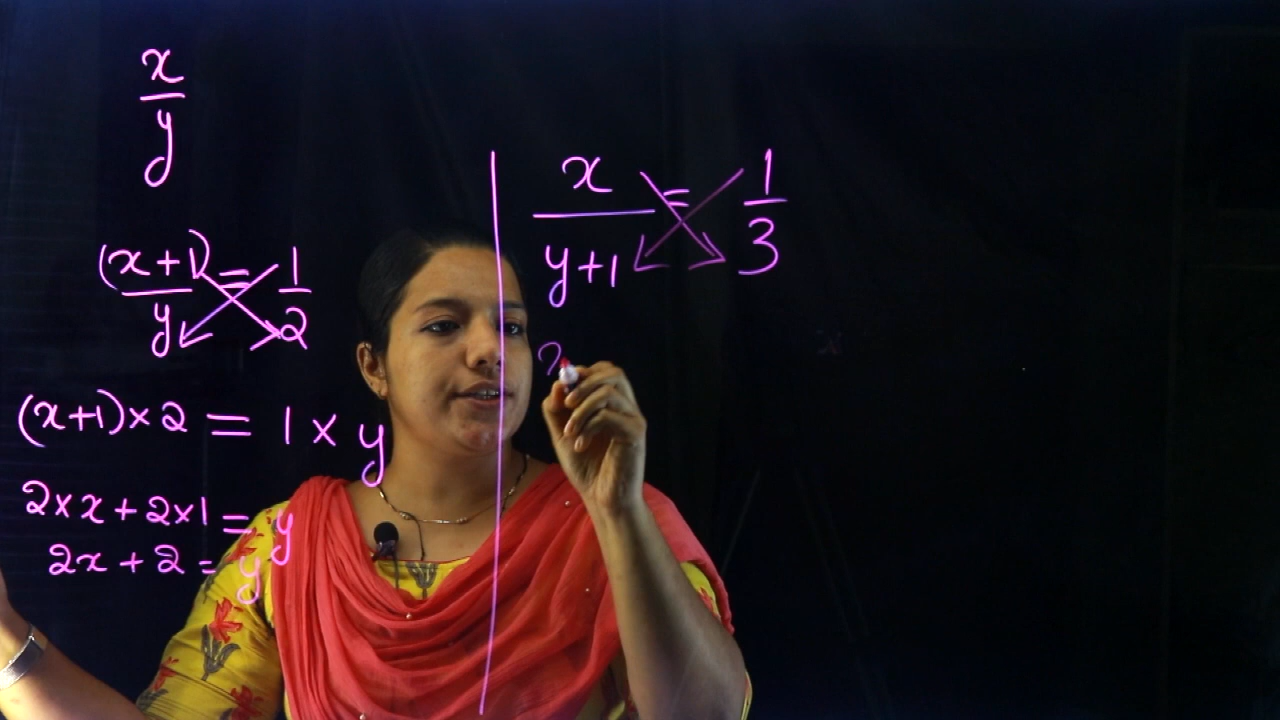 x/y
(x+1)/y = 1/2
(x+1)×2 = 1×y
2×x+2×1 = y
2x+2 = y
x/(y+1) = 1/3